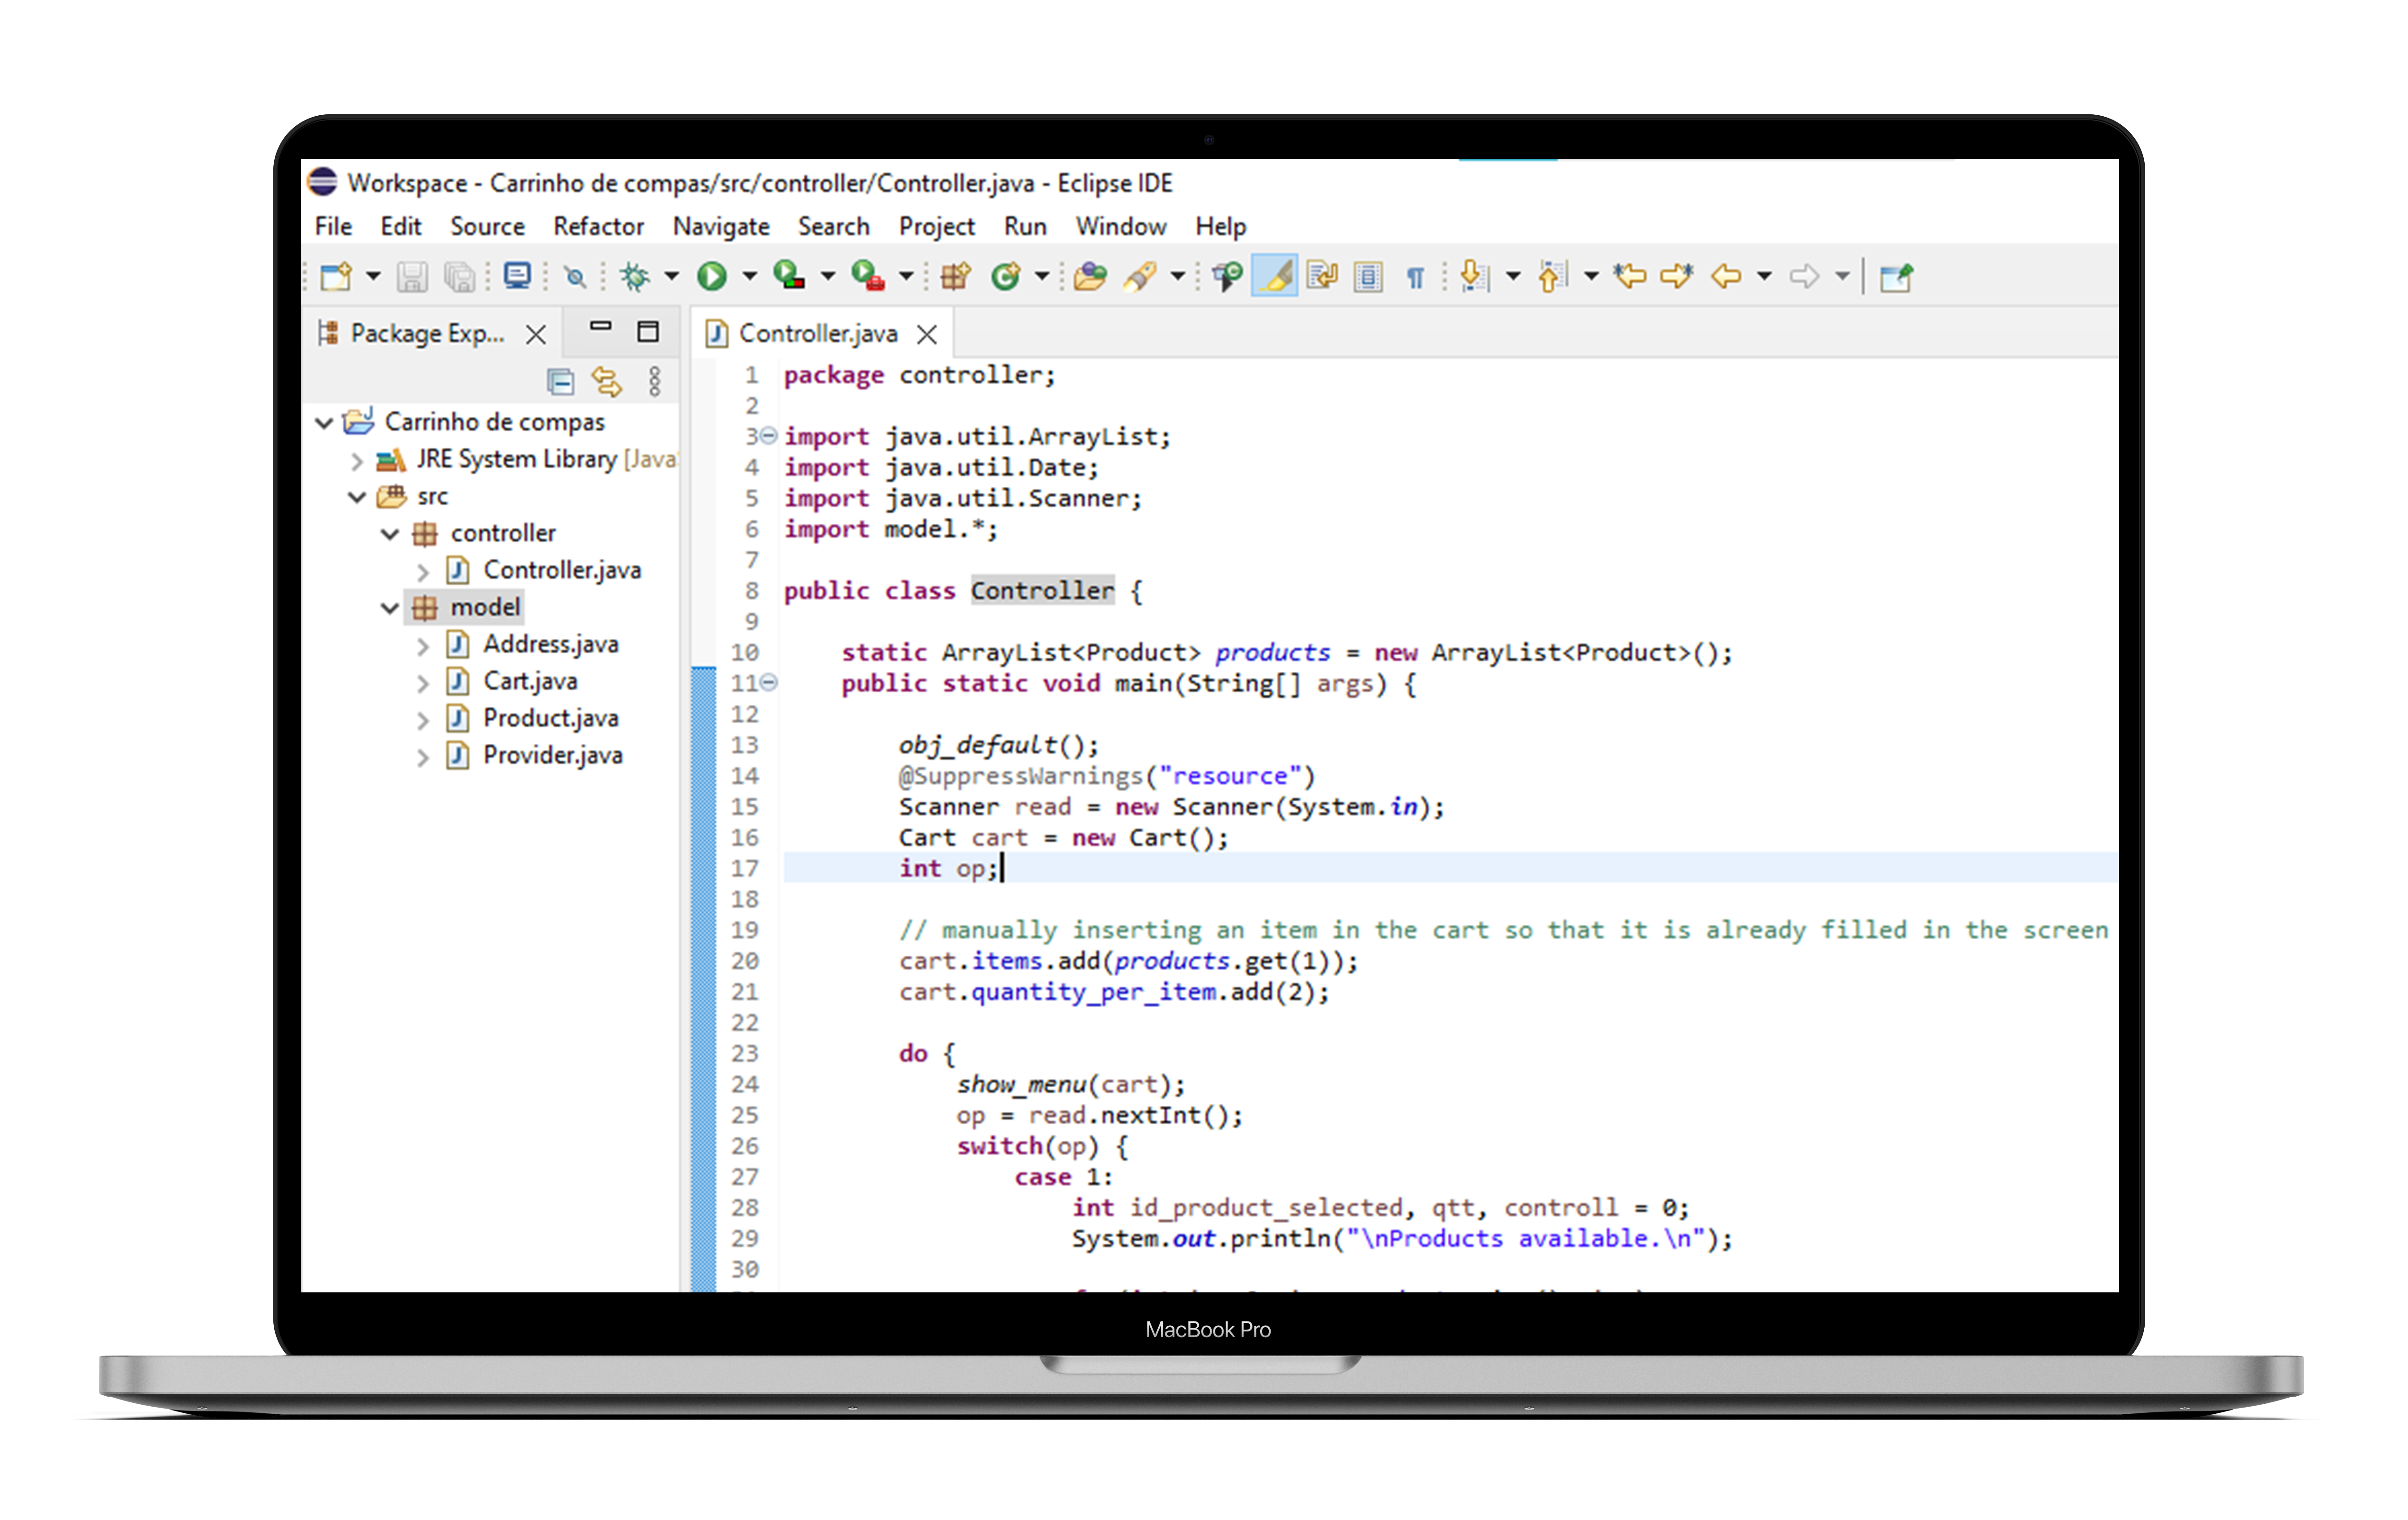 Workspace - Carrinho de compas/src/controller/Controller.java - Eclipse IDE
File Edit Source Refactor Navigate Search Project Run Window Help
Package Exp...
Controller.java
Carrinho de compas
JRE System Library [Java
src
controller
Controller.java
model
Address.java
Cart.java
Product.java
Provider.java
1 package controller;
2
3 import java.util.ArrayList;
4 import java.util.Date;
5 import java.util.Scanner;
6 import model.*;
7
8 public class Controller {
9
10 static ArrayList<Product> products = new ArrayList<Product>();
11 public static void main(String[] args) {
12
13 obj_default();
14 @SuppressWarnings("resource")
15 Scanner read = new Scanner(System.in);
16 Cart cart = new Cart();
17 int op;
18
19 // manually inserting an item in the cart so that it is already filled in the screen
20 cart.items.add(products.get(1));
21 cart.quantity_per_item.add(2);
22
23 do {
24 show_menu(cart);
25 op = read.nextInt();
26 switch(op) {
27 case 1:
28 int id_product_selected, qtt, controll = 0;
29 System.out.println("\nProducts available.\n");
30
MacBook Pro